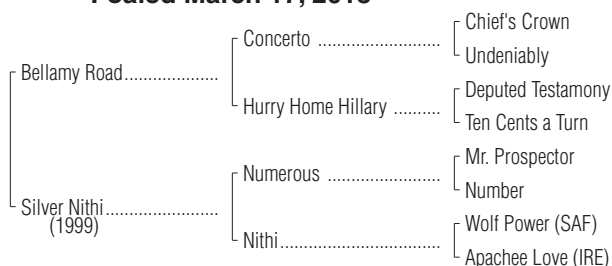 Foaled March 17,
Chief's Crown
Concerto ............................
Undeniably
Bellamy Road...................
Deputed Testamony
Hurry Home Hillary ...........
Ten Cents a Turn
Mr. Prospector
Numerous ..........................
Number
Silver Nithi.......................
(1999)
Wolf Power (SAF)
Nithi.....................................
Apachee Love (IRE)